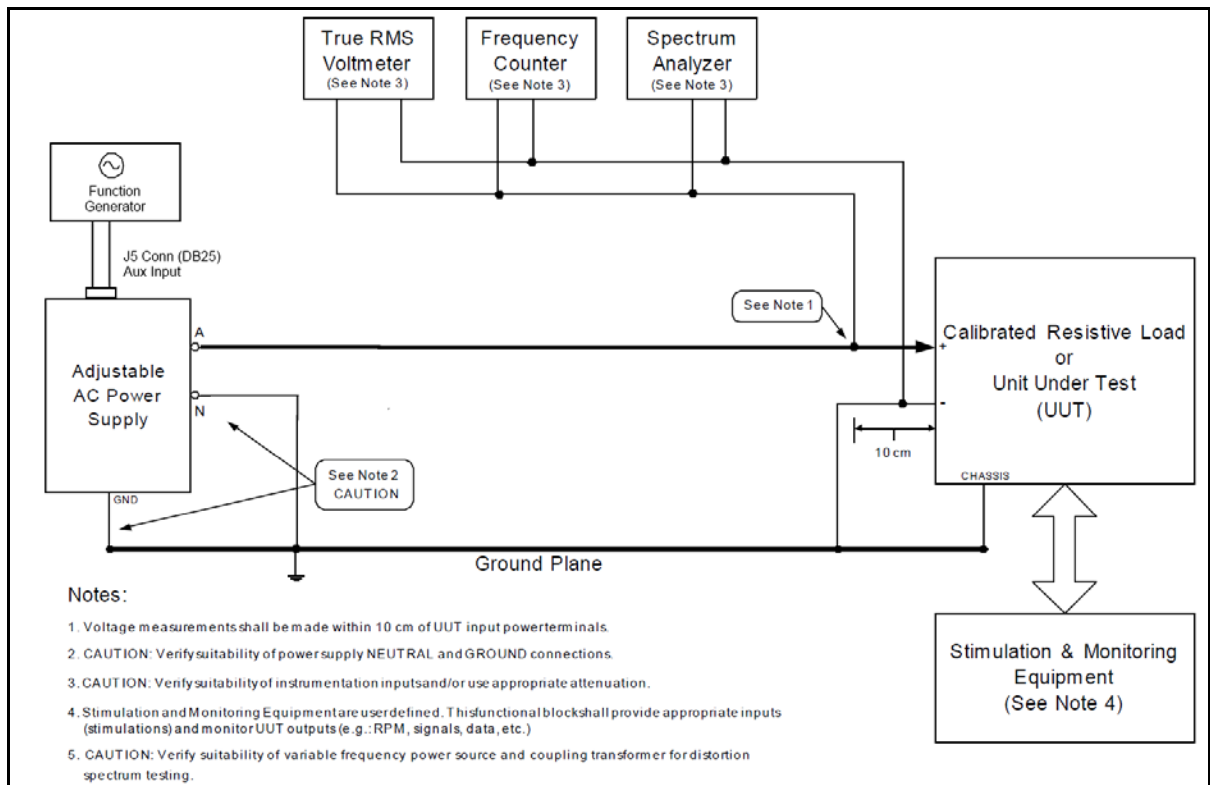 True RMS
Voltmeter
(See Note 3)
Frequency
Counter
(See Note 3)
Spectrum
Analyzer
(See Note 3)
Function
Generator
J5 Conn (DB25)
Aux Input
Adjustable
AC Power
Supply
A
N
GND
See Note 1
See Note 2
CAUTION
Calibrated Resistive Load
or
Unit Under Test
(UUT)
+
-
10 cm
CHASSIS
Ground Plane
Stimulation & Monitoring
Equipment
(See Note 4)
Notes:
1. Voltage measurements shall be made within 10 cm of UUT input power terminals.
2. CAUTION: Verify suitability of power supply NEUTRAL and GROUND connections.
3. CAUTION: Verify suitability of instrumentation inputs and/or use appropriate attenuation.
4. Stimulation and Monitoring Equipment are user defined. This functional block shall provide appropriate inputs
(stimulations) and monitor UUT outputs (e.g.: RPM, signals, data, etc.)
5. CAUTION: Verify suitability of variable frequency power source and coupling transformer for distortion
spectrum testing.